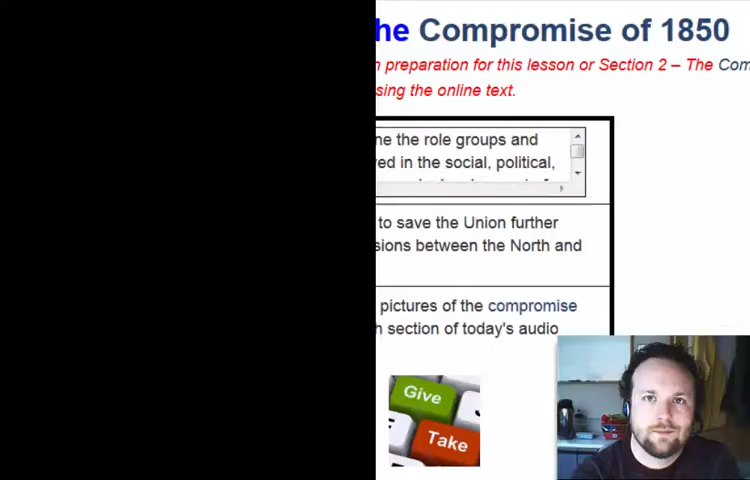 he Compromise of 1850
n preparation for this lesson or Section 2 – The Com
sing the online text.
ne the role groups and
ed in the social, political,
to save the Union further
sions between the North and
pictures of the compromise
h section of today's audio
Give
Take